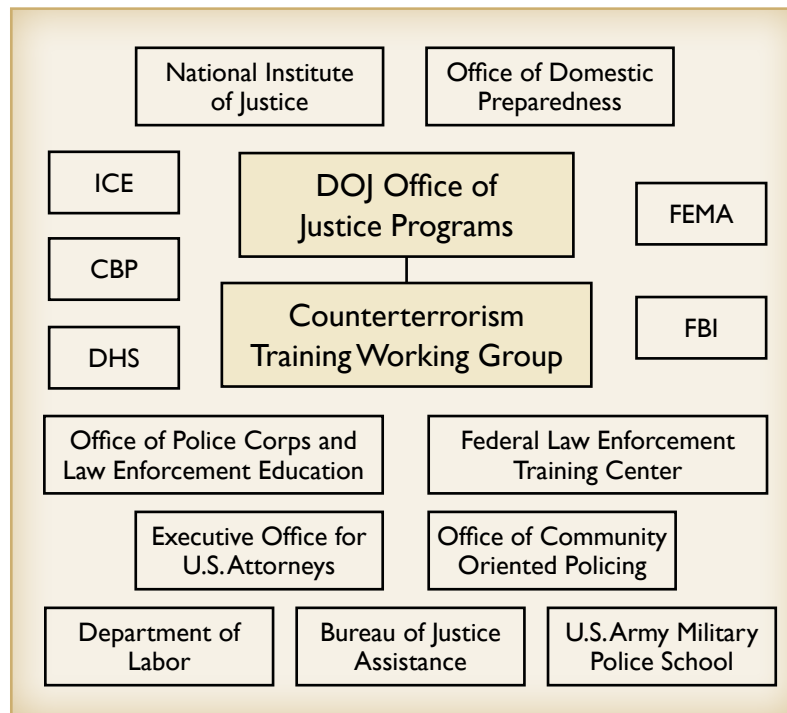 National Institute
of Justice
Office of Domestic
Preparedness
ICE
DOJ Office of
Justice Programs
FEMA
CBP
Counterterrorism
Training Working Group
FBI
DHS
Office of Police Corps and
Law Enforcement Education
Federal Law Enforcement
Training Center
Executive Office for
U.S. Attorneys
Office of Community
Oriented Policing
Department of
Labor
Bureau of Justice
Assistance
U.S. Army Military
Police School